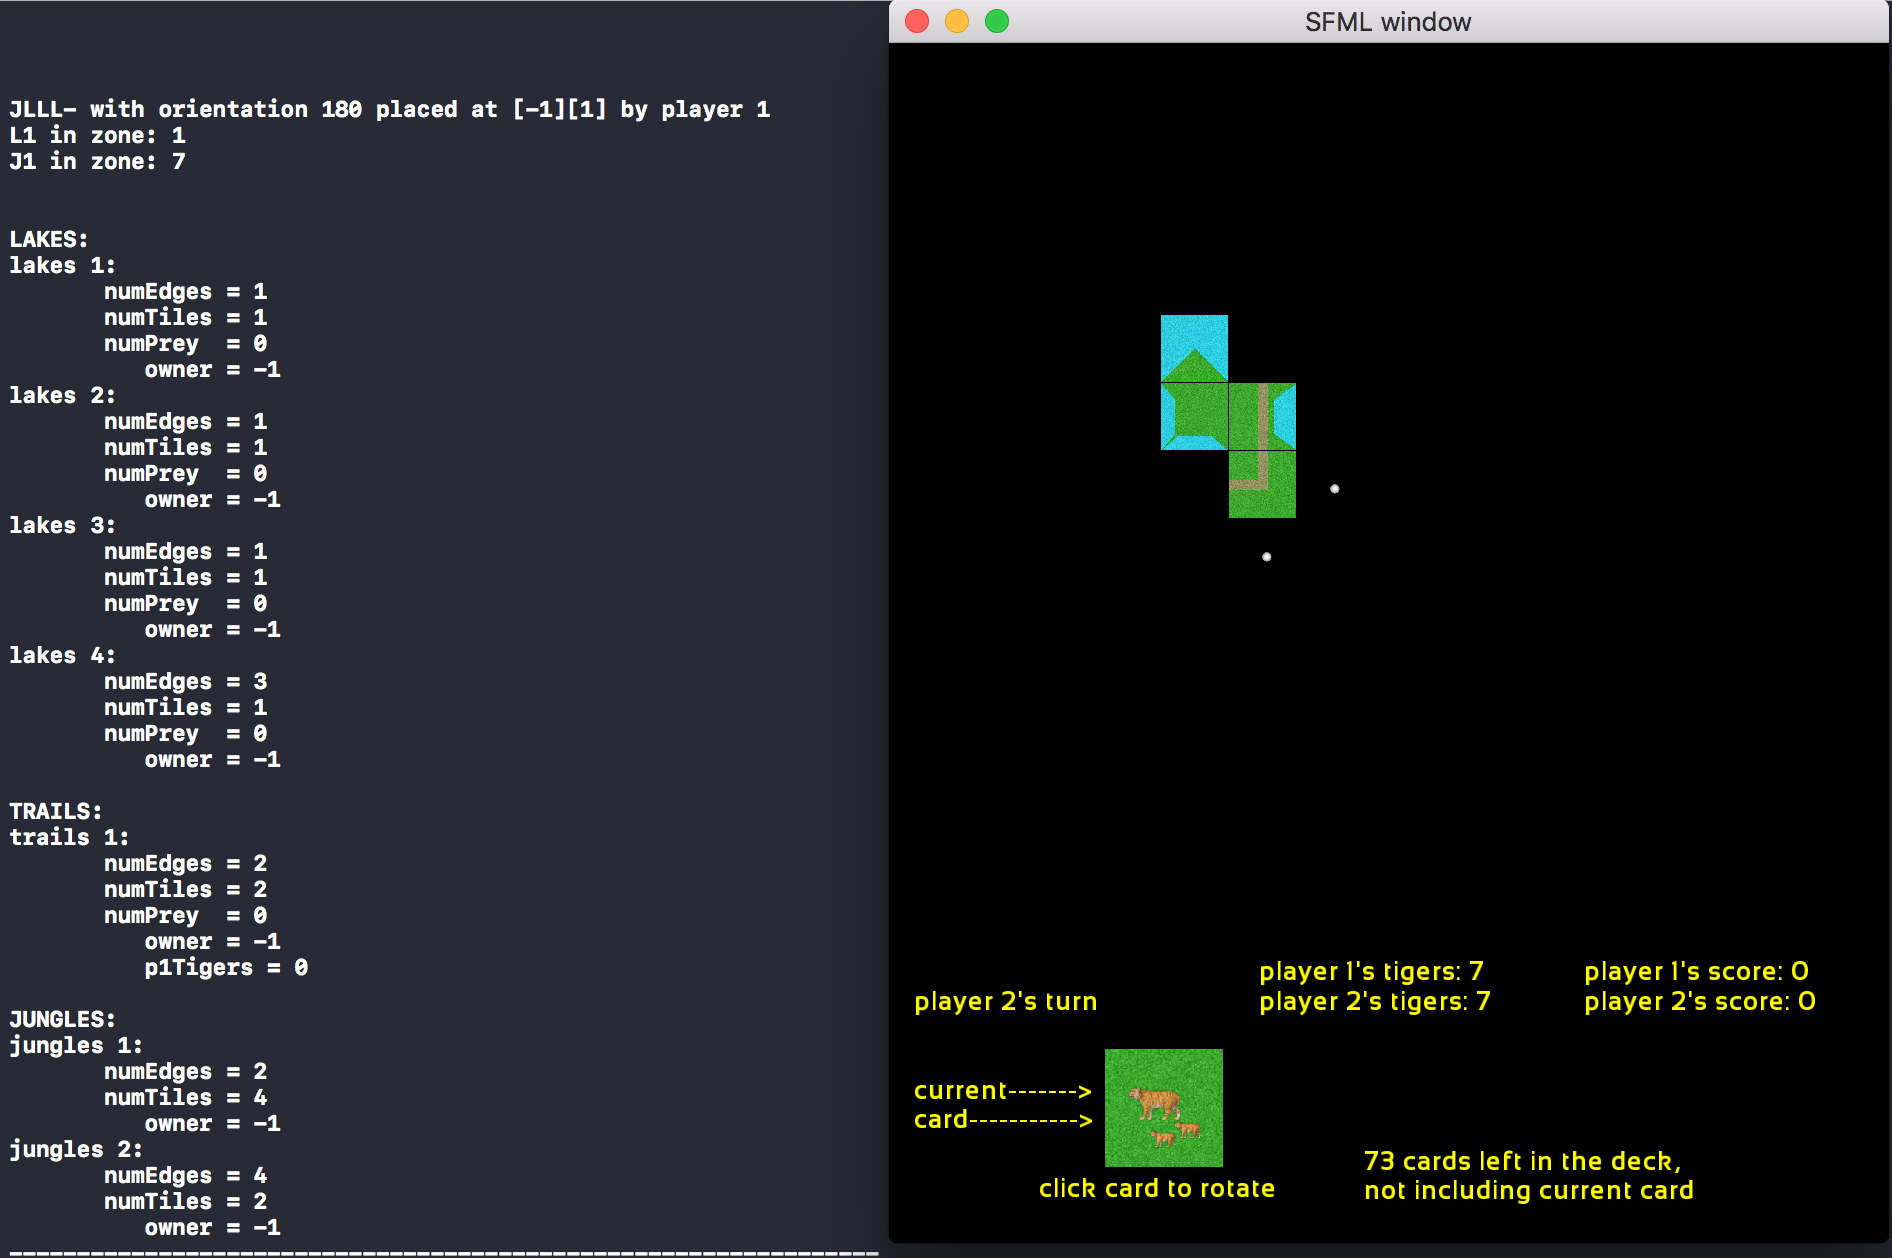 JLLL- with orientation 180 placed at [-1][1] by player 1
L1 in zone: 1
J1 in zone: 7
LAKES:
lakes 1:
numEdges = 1
numTiles = 1
numPrey = 0
owner = -1
lakes 2:
numEdges = 1
numTiles = 1
numPrey = 0
owner = -1
lakes 3:
numEdges = 1
numTiles = 1
numPrey = 0
owner = -1
lakes 4:
numEdges = 3
numTiles = 1
numPrey = 0
owner = -1
TRAILS:
trails 1:
numEdges = 2
numTiles = 2
numPrey = 0
owner = -1
p1Tigers = 0
JUNGLES:
jungles 1:
numEdges = 2
numTiles = 4
owner = -1
jungles 2:
numEdges = 4
numTiles = 2
owner = -1
----------------------------------------------------------------
SFML window
player 2's turn
player 1's tigers: 7
player 2's tigers: 7
player 1's score: 0
player 2's score: 0
current------->
card----------->
click card to rotate
73 cards left in the deck,
not including current card